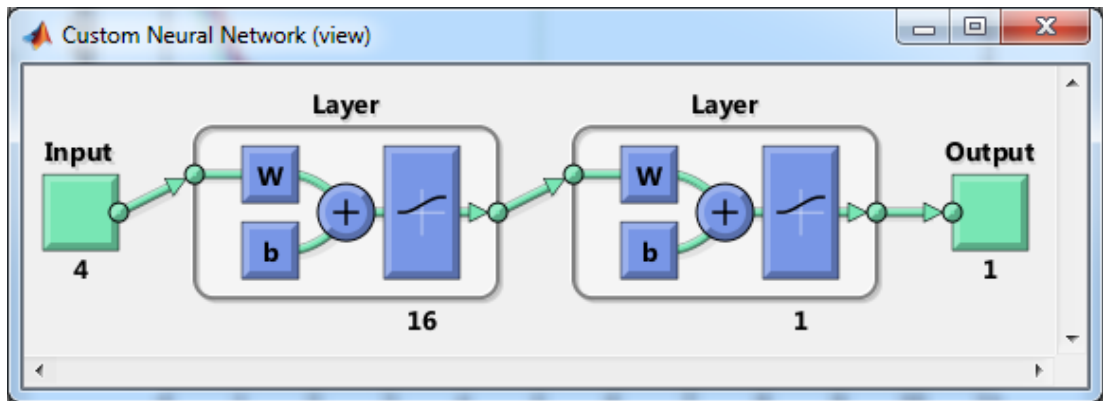 Custom Neural Network (view)
Layer
Layer
Input
Output
W
W
b
b
4
1
16
1